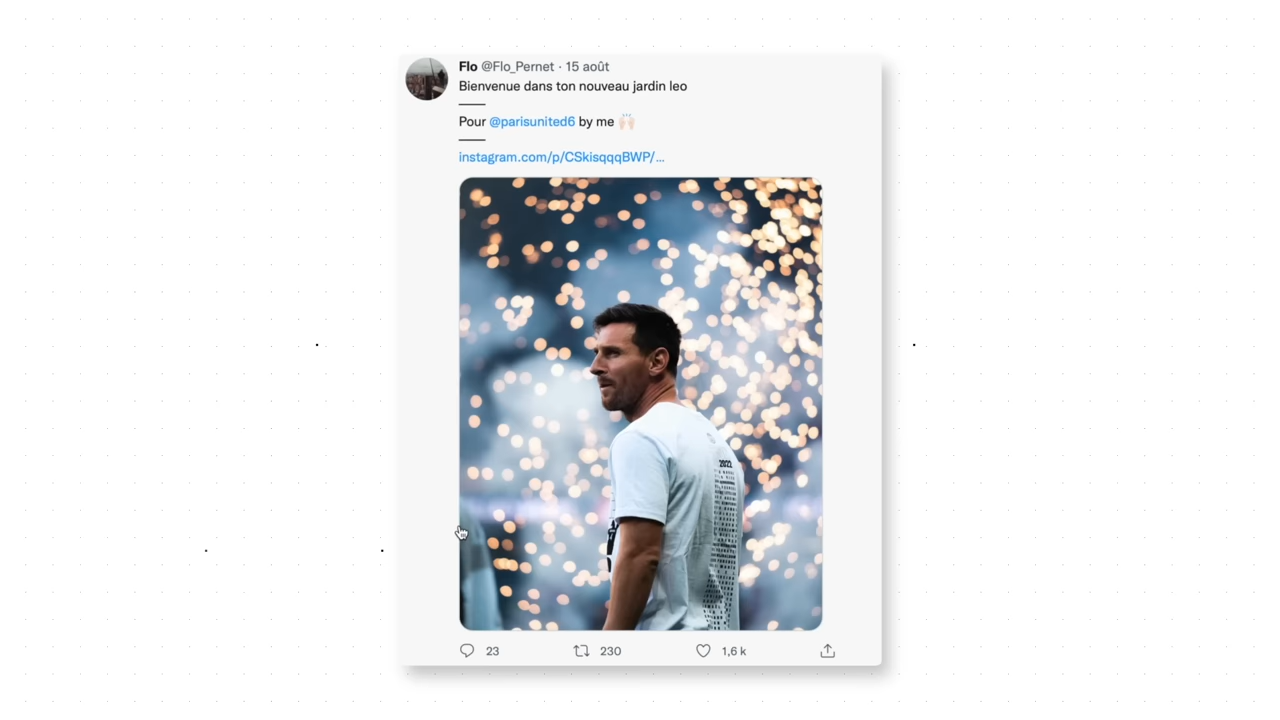 Flo @Flo_Pernet · 15 août
Bienvenue dans ton nouveau jardin leo
Pour @parisunited6 by me 🙌🏻
instagram.com/p/CSkisqqqBWP/...
2022
23 230 1,6 k